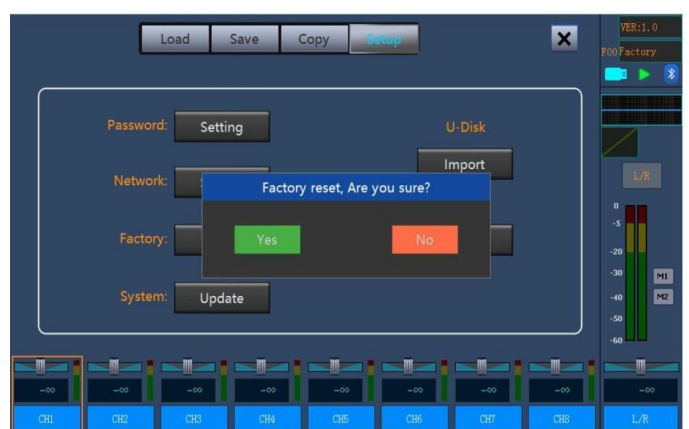 VER:1.0
Load Save Copy Setup
F00 Factory
Password: Setting
U-Disk
Import
Network:
L/R
Factory reset, Are you sure?
Factory:
Yes No
System: Update
0
-5
-20
-30
-40
-50
-60
M1
M2
-∞ -∞ -∞ -∞ -∞ -∞ -∞ -∞ -∞
CH1 CH2 CH3 CH4 CH5 CH6 CH7 CH8 L/R